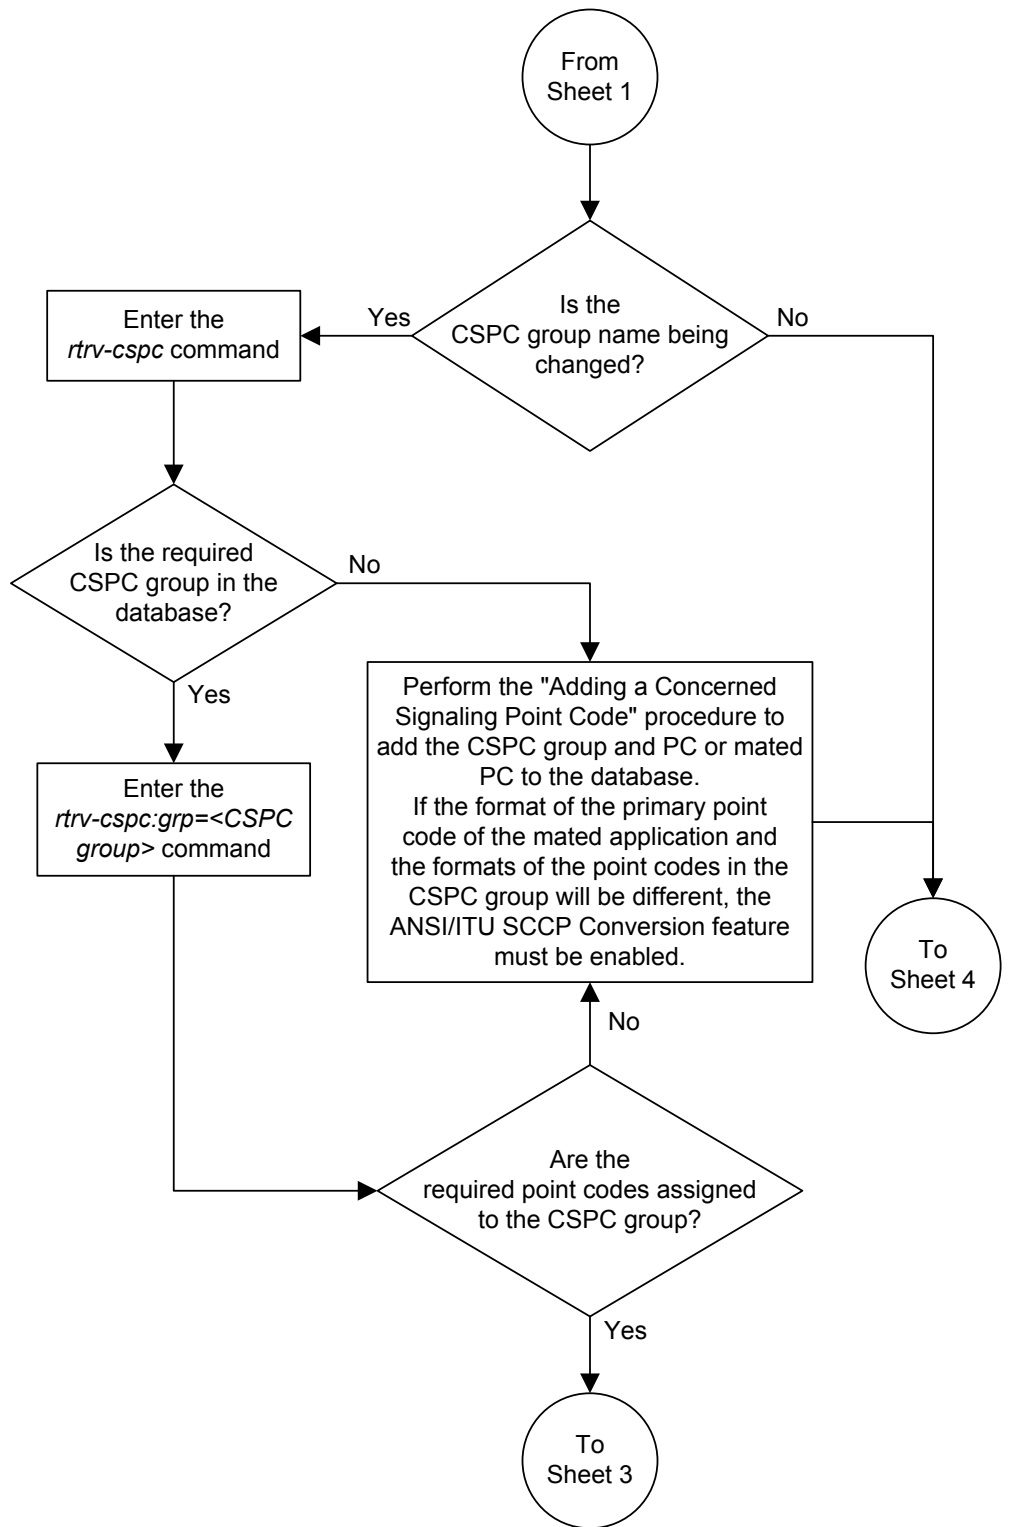 From
Sheet 1
Is the
CSPC group name being
changed?
Yes
No
Enter the
rtrv-cspc command
Is the required
CSPC group in the
database?
No
Yes
Enter the
rtrv-cspc:grp=<CSPC
group> command
Perform the "Adding a Concerned
Signaling Point Code" procedure to
add the CSPC group and PC or mated
PC to the database.
If the format of the primary point
code of the mated application and
the formats of the point codes in the
CSPC group will be different, the
ANSI/ITU SCCP Conversion feature
must be enabled.
To
Sheet 4
No
Are the
required point codes assigned
to the CSPC group?
Yes
To
Sheet 3